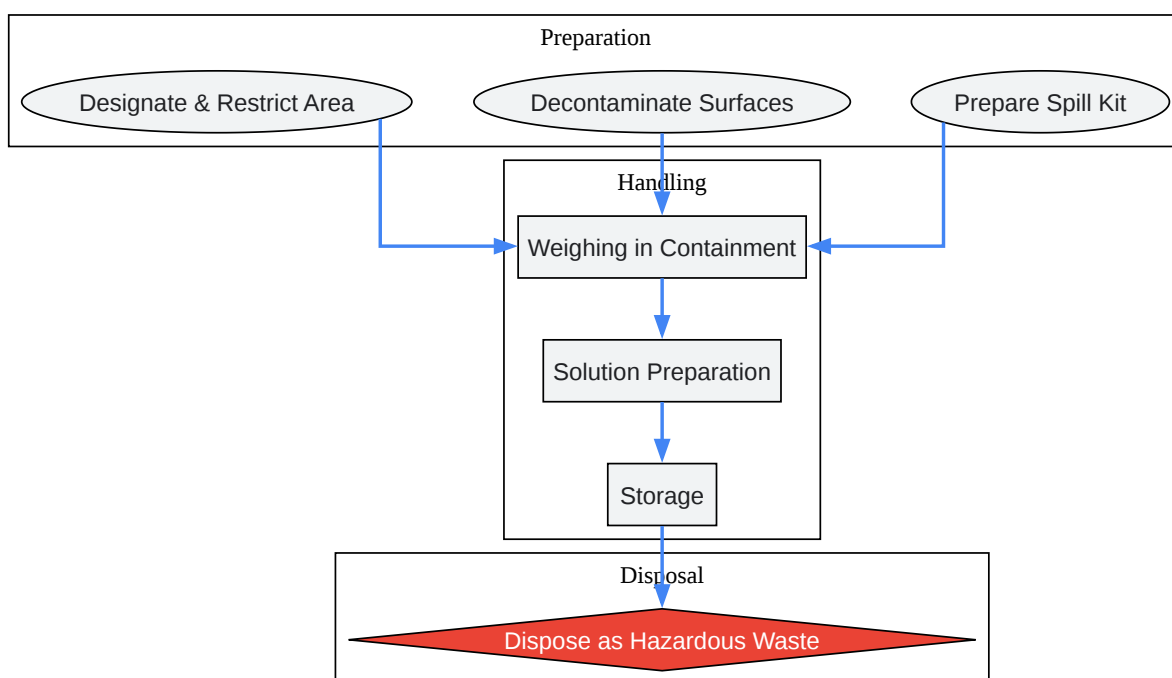 Preparation
Designate & Restrict Area
Decontaminate Surfaces
Prepare Spill Kit
Handling
Weighing in Containment
Solution Preparation
Storage
Disposal
Dispose as Hazardous Waste